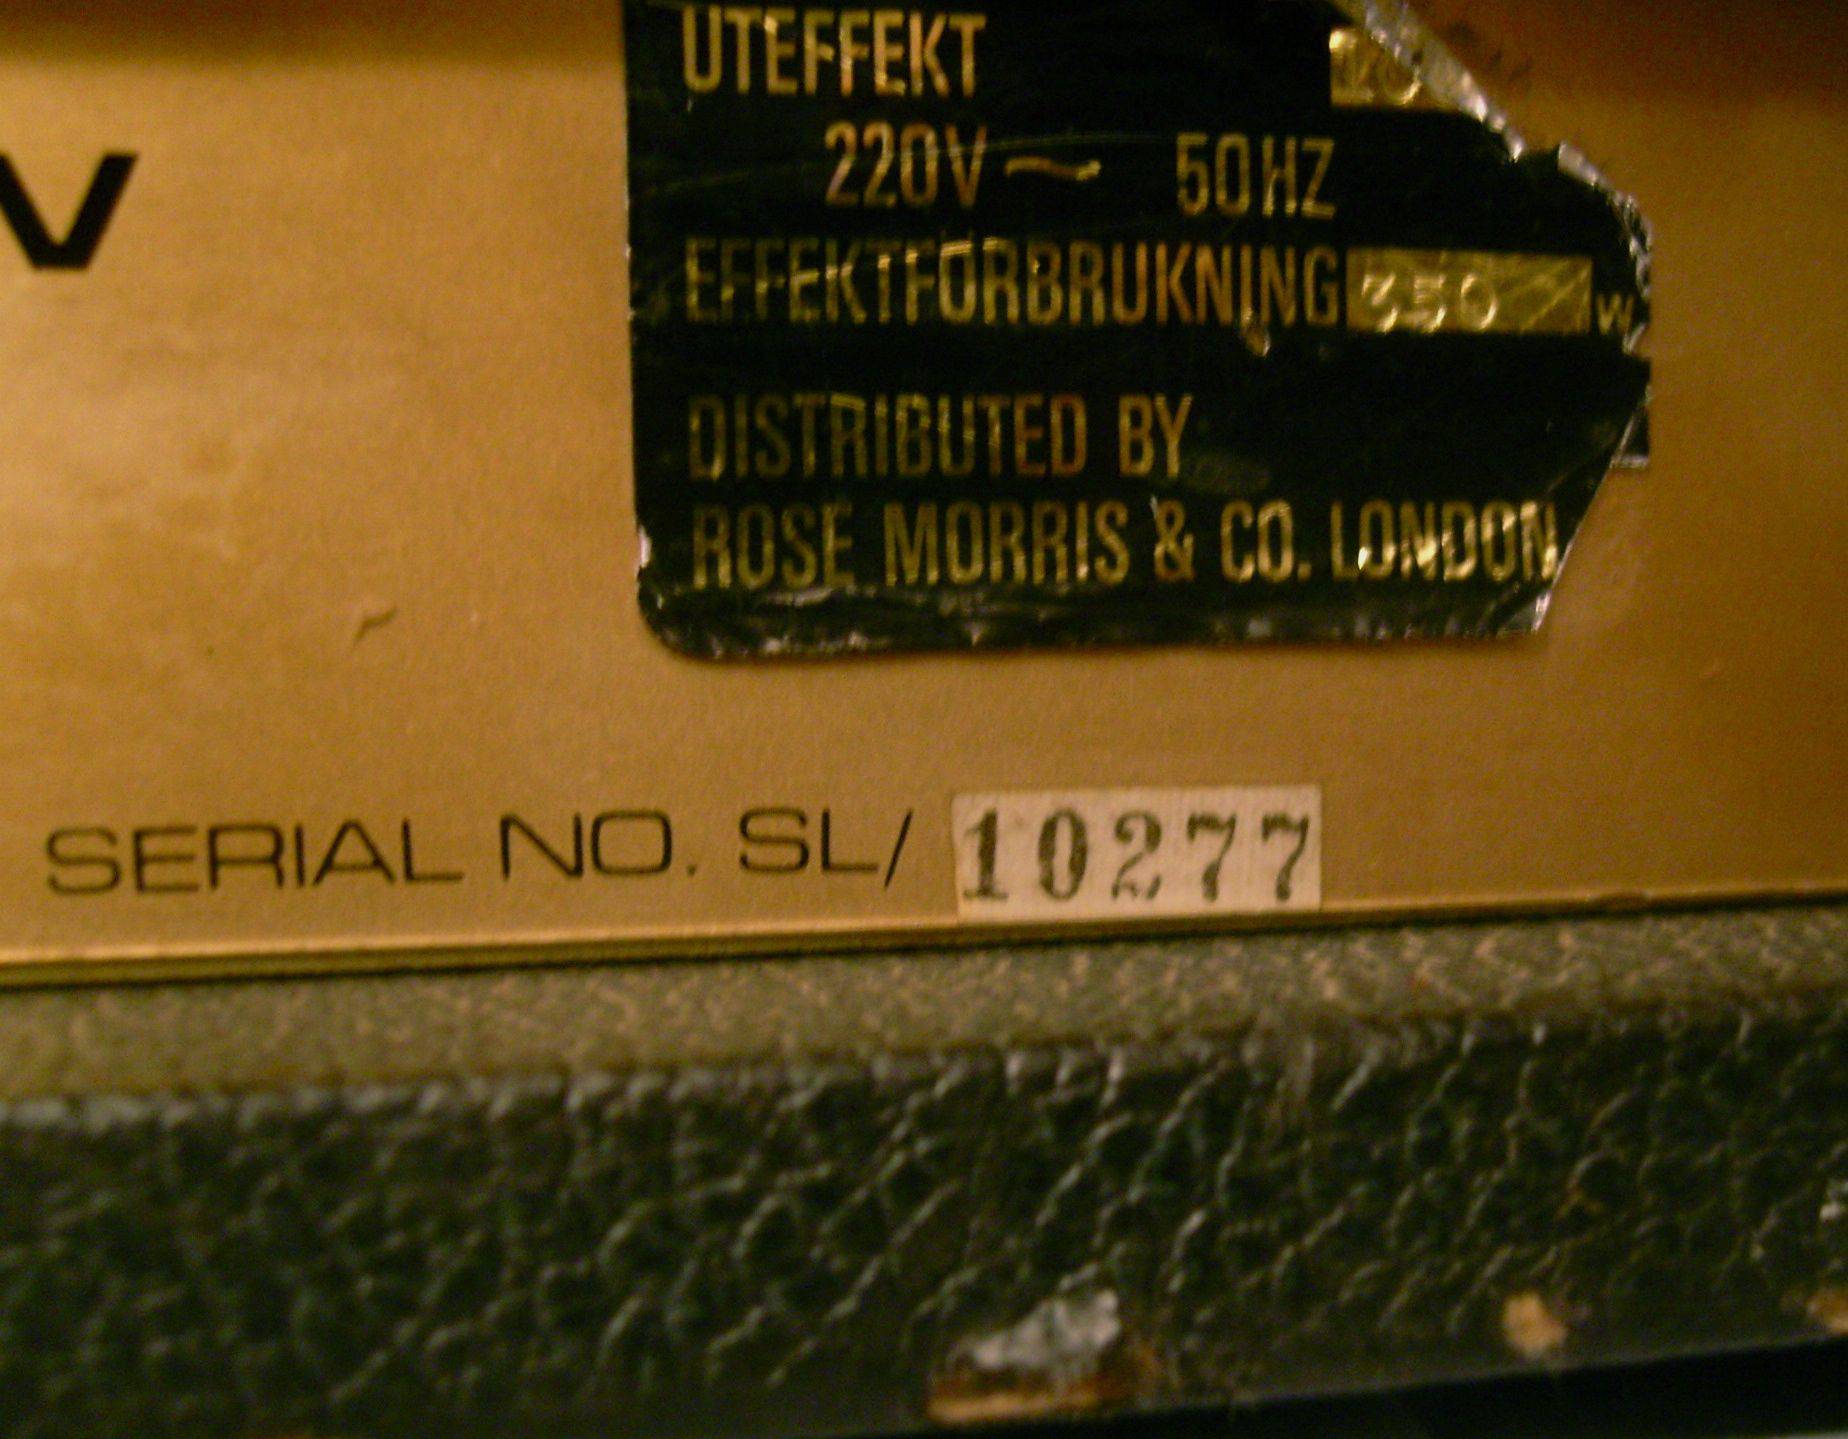 UTEFFEKT
220V ~ 50HZ
V
EFFEKTFÖRBRUKNING 350 W
DISTRIBUTED BY
ROSE MORRIS & CO. LONDON
SERIAL NO. SL/ 10277